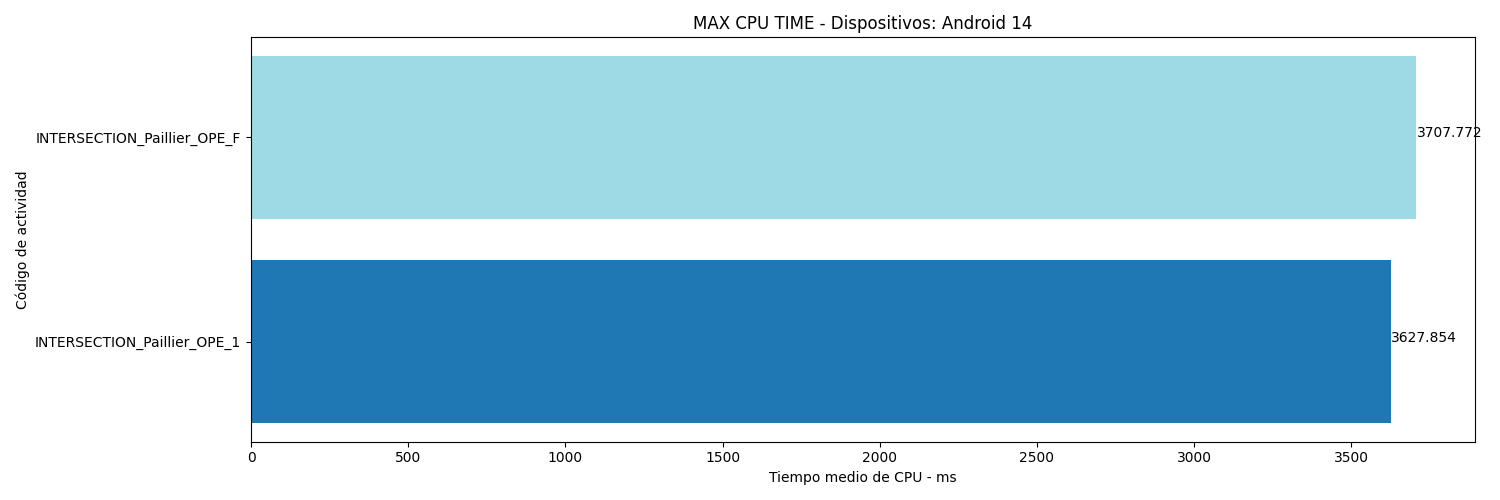 MAX CPU TIME - Dispositivos: Android 14
Código de actividad
INTERSECTION_Paillier_OPE_F
3707.772
INTERSECTION_Paillier_OPE_1
3627.854
0 500 1000 1500 2000 2500 3000 3500
Tiempo medio de CPU - ms